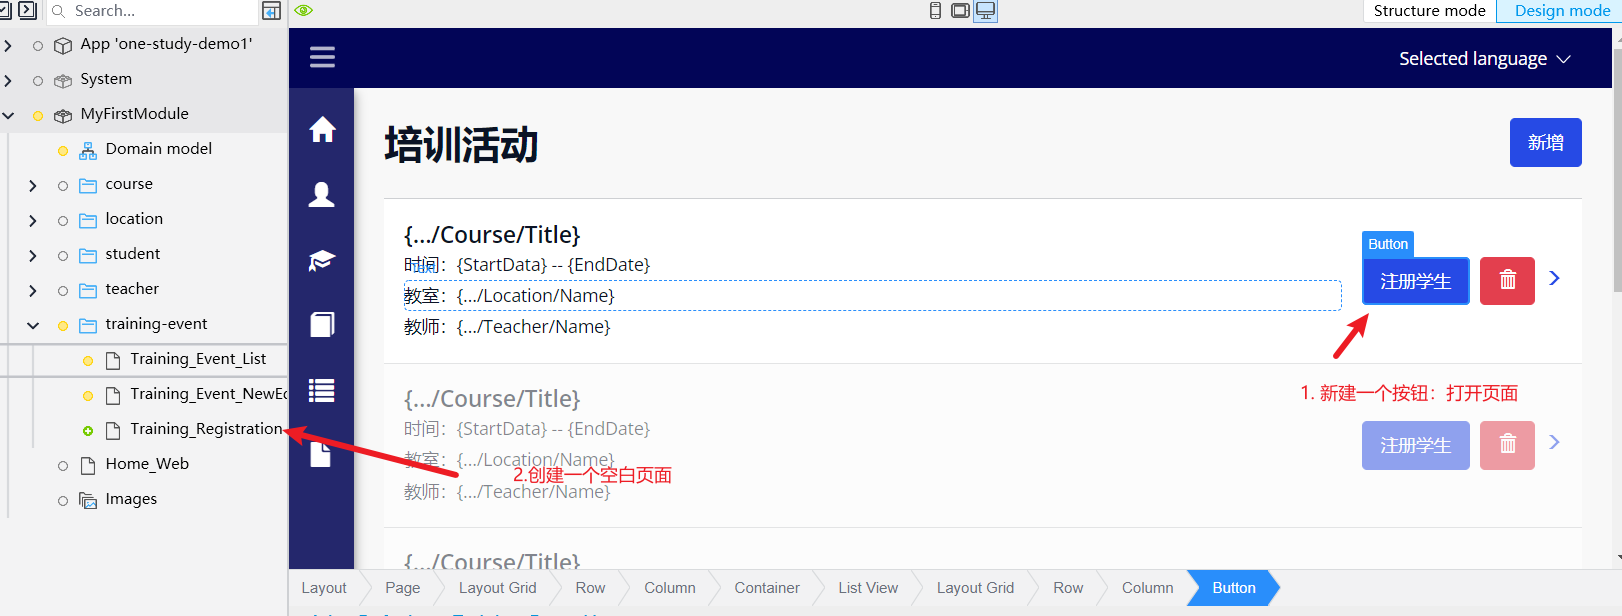 Search...
Structure mode
Design mode
App 'one-study-demo1'
System
MyFirstModule
Domain model
course
location
student
teacher
training-event
Training_Event_List
Training_Event_NewEd
Training_Registration
Home_Web
Images
Selected language
培训活动
新增
{.../Course/Title}
时间：{StartData} -- {EndDate}
教室：{.../Location/Name}
教师：{.../Teacher/Name}
Button
注册学生
1. 新建一个按钮：打开页面
{.../Course/Title}
时间：{StartData} -- {EndDate}
教室：{.../Location/Name}
教师：{.../Teacher/Name}
注册学生
2.创建一个空白页面
{.../Course/Title}
Layout
Page
Layout Grid
Row
Column
Container
List View
Layout Grid
Row
Column
Button